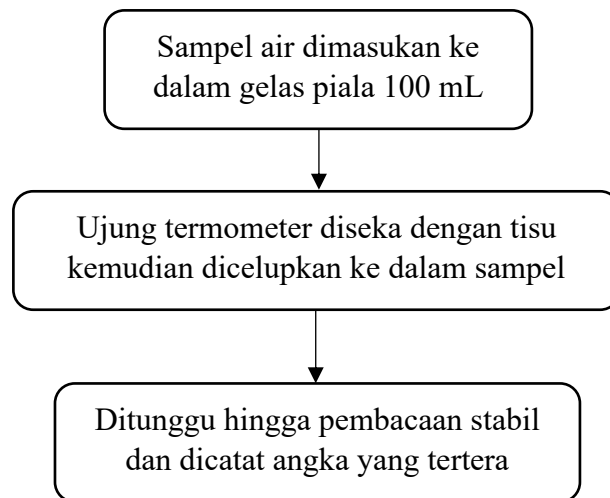 Sampel air dimasukan ke
dalam gelas piala 100 mL
Ujung termometer diseka dengan tisu
kemudian dicelupkan ke dalam sampel
Ditunggu hingga pembacaan stabil
dan dicatat angka yang tertera